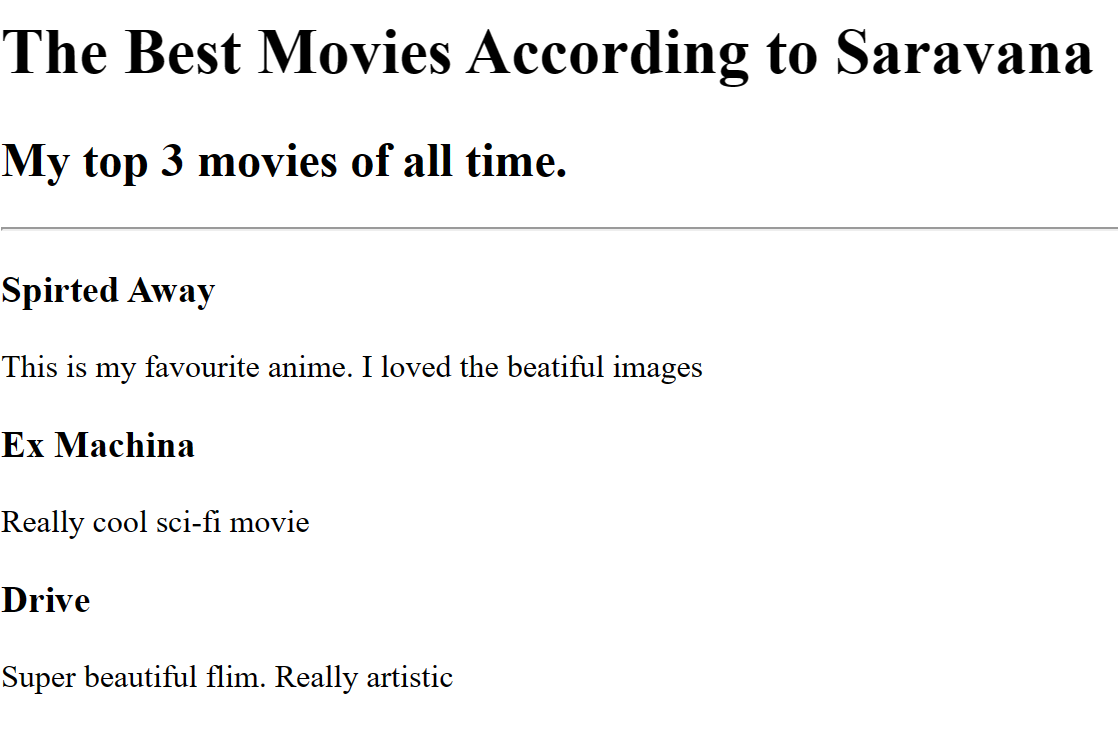 The Best Movies According to Saravana
My top 3 movies of all time.
Spirted Away
This is my favourite anime. I loved the beatiful images
Ex Machina
Really cool sci-fi movie
Drive
Super beautiful flim. Really artistic